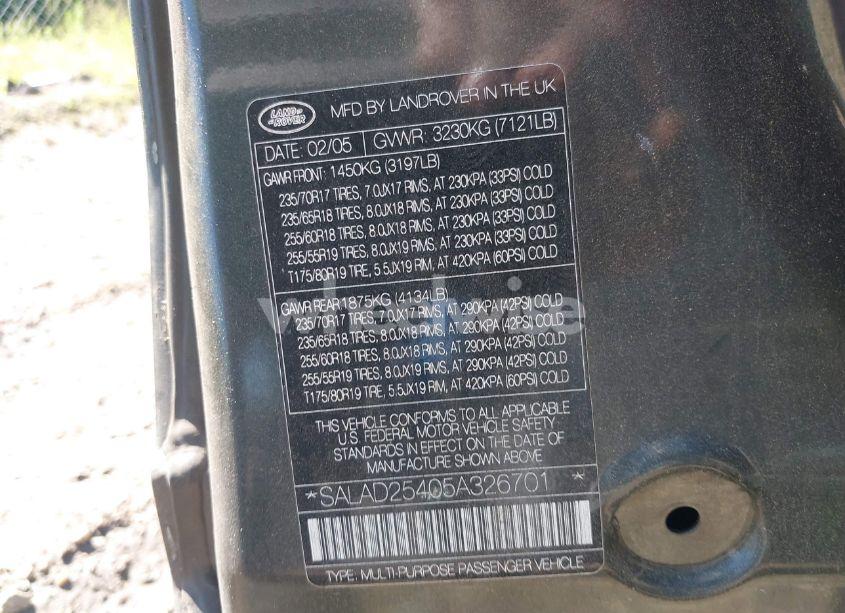 LAND ROVER
MFD BY LANDROVER IN THE UK
DATE: 02/05 GVWR: 3230KG (7121LB)
GAWR FRONT: 1450KG (3197LB)
235/70R17 TIRES, 7.0JX17 RIMS, AT 230KPA (33PSI) COLD
235/65R18 TIRES, 8.0JX18 RIMS, AT 230KPA (33PSI) COLD
255/60R18 TIRES, 8.0JX18 RIMS, AT 230KPA (33PSI) COLD
255/55R19 TIRES, 8.0JX19 RIMS, AT 230KPA (33PSI) COLD
T175/80R19 TIRE, 5.5JX19 RIM, AT 420KPA (60PSI) COLD
GAWR REAR 1875KG (4134LB)
235/70R17 TIRES, 7.0JX17 RIMS, AT 290KPA (42PSI) COLD
235/65R18 TIRES, 8.0JX18 RIMS, AT 290KPA (42PSI) COLD
255/60R18 TIRES, 8.0JX18 RIMS, AT 290KPA (42PSI) COLD
255/55R19 TIRES, 8.0JX19 RIMS, AT 290KPA (42PSI) COLD
T175/80R19 TIRE, 5.5JX19 RIM, AT 420KPA (60PSI) COLD
THIS VEHICLE CONFORMS TO ALL APPLICABLE
U.S. FEDERAL MOTOR VEHICLE SAFETY
STANDARDS IN EFFECT ON THE DATE OF
MANUFACTURE SHOWN ABOVE
*SALAD25405A326701*
TYPE: MULTI-PURPOSE PASSENGER VEHICLE